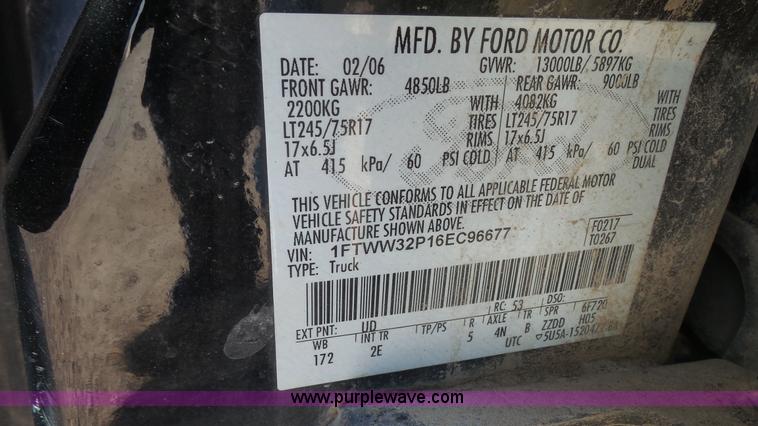 MFD. BY FORD MOTOR CO.
DATE: 02/06 GVWR: 13000LB/5897KG
FRONT GAWR: 4850LB REAR GAWR: 9000LB
2200KG WITH 4082KG WITH
LT245/75R17 TIRES LT245/75R17 TIRES
17x6.5J RIMS 17x6.5J RIMS
AT 415 kPa/ 60 PSI COLD AT 415 kPa/ 60 PSI COLD
DUAL
THIS VEHICLE CONFORMS TO ALL APPLICABLE FEDERAL MOTOR
VEHICLE SAFETY STANDARDS IN EFFECT ON THE DATE OF
MANUFACTURE SHOWN ABOVE.
VIN: 1FTWW32P16EC96677 F0217
TYPE: Truck T0267
EXT PNT: UD RC: 53 DSO:
WB INT TR TP/PS R AXLE TR SPR 6F720
172 2E 5 4N B ZZDD H05
UTC
www.purplewave.com